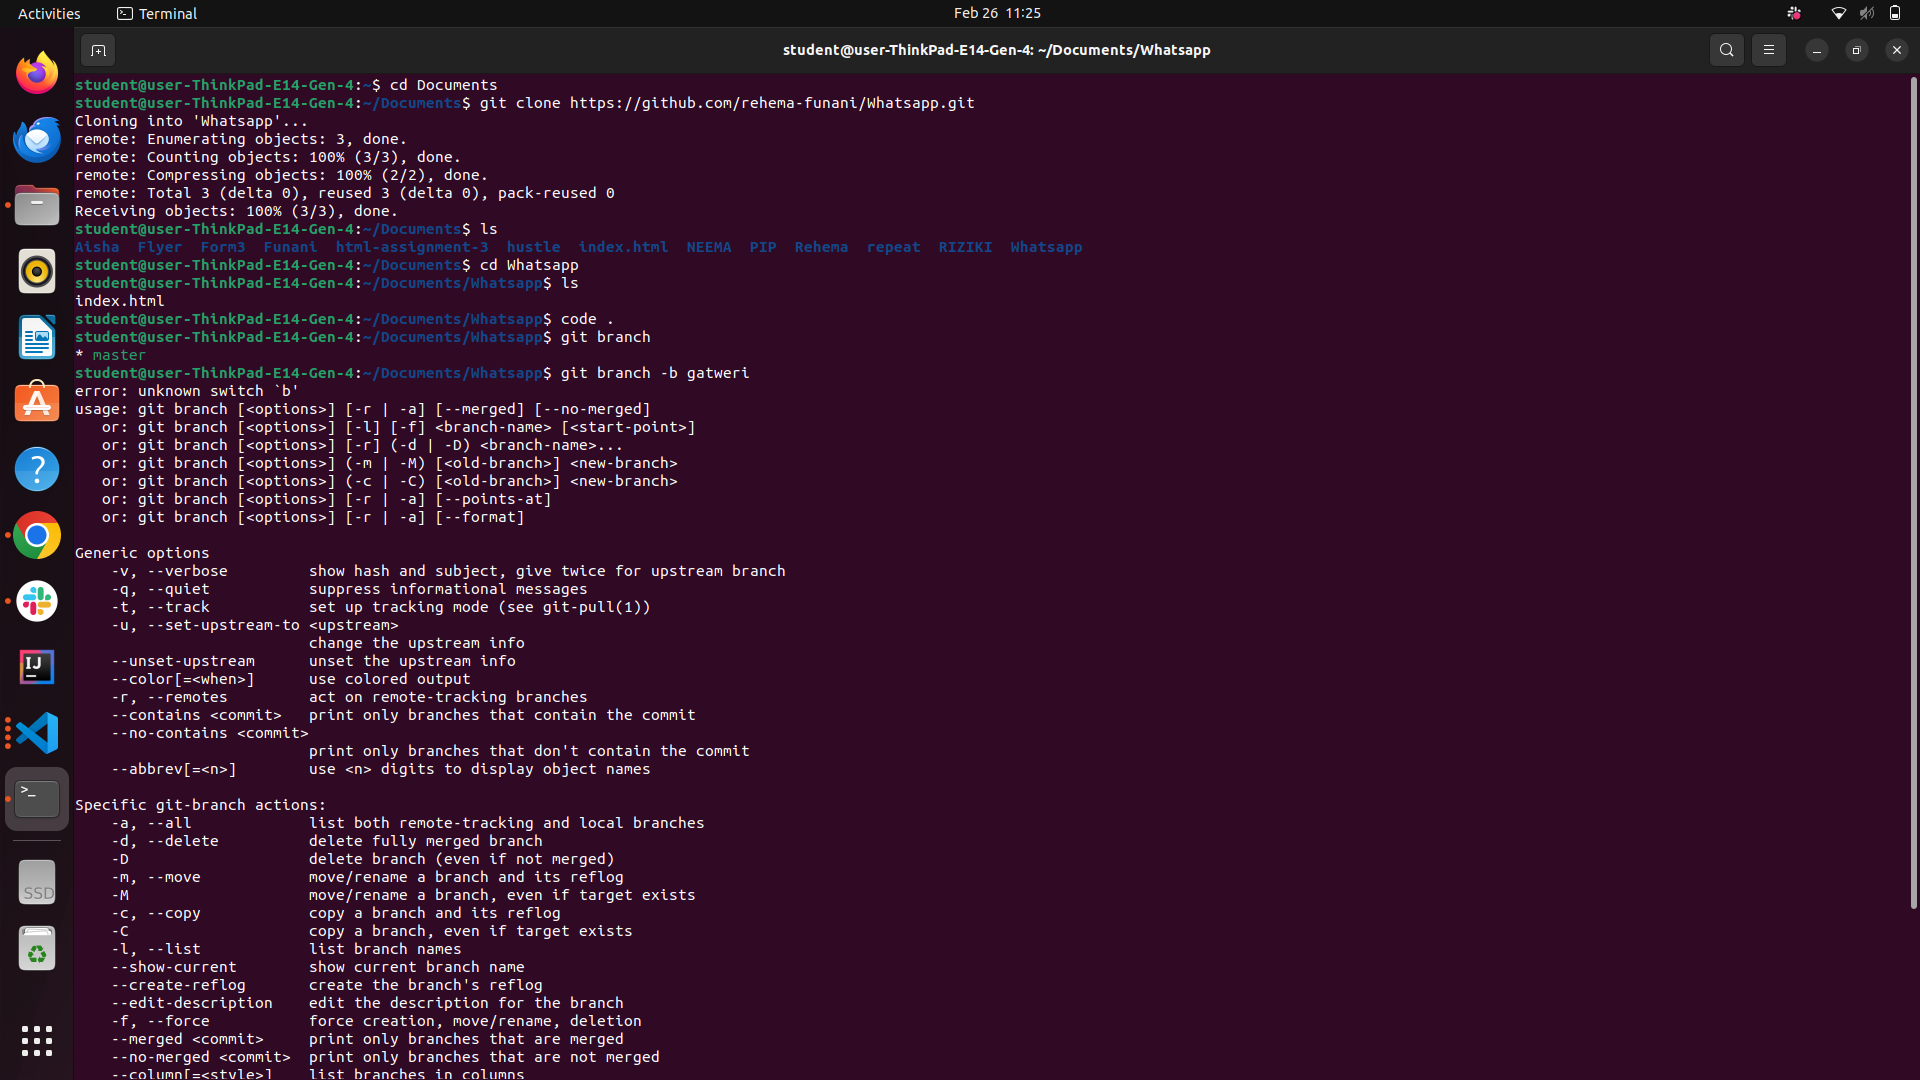 Activities
Terminal
Feb 26 11:25
student@user-ThinkPad-E14-Gen-4: ~/Documents/Whatsapp
student@user-ThinkPad-E14-Gen-4:~$ cd Documents
student@user-ThinkPad-E14-Gen-4:~/Documents$ git clone https://github.com/rehema-funani/Whatsapp.git
Cloning into 'Whatsapp'...
remote: Enumerating objects: 3, done.
remote: Counting objects: 100% (3/3), done.
remote: Compressing objects: 100% (2/2), done.
remote: Total 3 (delta 0), reused 3 (delta 0), pack-reused 0
Receiving objects: 100% (3/3), done.
student@user-ThinkPad-E14-Gen-4:~/Documents$ ls
Aisha  Flyer  Form3  Funani  html-assignment-3  hustle  index.html  NEEMA  PIP  Rehema  repeat  RIZIKI  Whatsapp
student@user-ThinkPad-E14-Gen-4:~/Documents$ cd Whatsapp
student@user-ThinkPad-E14-Gen-4:~/Documents/Whatsapp$ ls
index.html
student@user-ThinkPad-E14-Gen-4:~/Documents/Whatsapp$ code .
student@user-ThinkPad-E14-Gen-4:~/Documents/Whatsapp$ git branch
* master
student@user-ThinkPad-E14-Gen-4:~/Documents/Whatsapp$ git branch -b gatweri
error: unknown switch `b'
usage: git branch [<options>] [-r | -a] [--merged] [--no-merged]
   or: git branch [<options>] [-l] [-f] <branch-name> [<start-point>]
   or: git branch [<options>] [-r] (-d | -D) <branch-name>...
   or: git branch [<options>] (-m | -M) [<old-branch>] <new-branch>
   or: git branch [<options>] (-c | -C) [<old-branch>] <new-branch>
   or: git branch [<options>] [-r | -a] [--points-at]
   or: git branch [<options>] [-r | -a] [--format]
Generic options
    -v, --verbose         show hash and subject, give twice for upstream branch
    -q, --quiet           suppress informational messages
    -t, --track           set up tracking mode (see git-pull(1))
    -u, --set-upstream-to <upstream>
                          change the upstream info
    --unset-upstream      unset the upstream info
    --color[=<when>]      use colored output
    -r, --remotes         act on remote-tracking branches
    --contains <commit>   print only branches that contain the commit
    --no-contains <commit>
                          print only branches that don't contain the commit
    --abbrev[=<n>]        use <n> digits to display object names
Specific git-branch actions:
    -a, --all             list both remote-tracking and local branches
    -d, --delete          delete fully merged branch
    -D                    delete branch (even if not merged)
    -m, --move            move/rename a branch and its reflog
    -M                    move/rename a branch, even if target exists
    -c, --copy            copy a branch and its reflog
    -C                    copy a branch, even if target exists
    -l, --list            list branch names
    --show-current        show current branch name
    --create-reflog       create the branch's reflog
    --edit-description    edit the description for the branch
    -f, --force           force creation, move/rename, deletion
    --merged <commit>     print only branches that are merged
    --no-merged <commit>  print only branches that are not merged
    --column[=<style>]    list branches in columns
?
IJ
>_
SSD